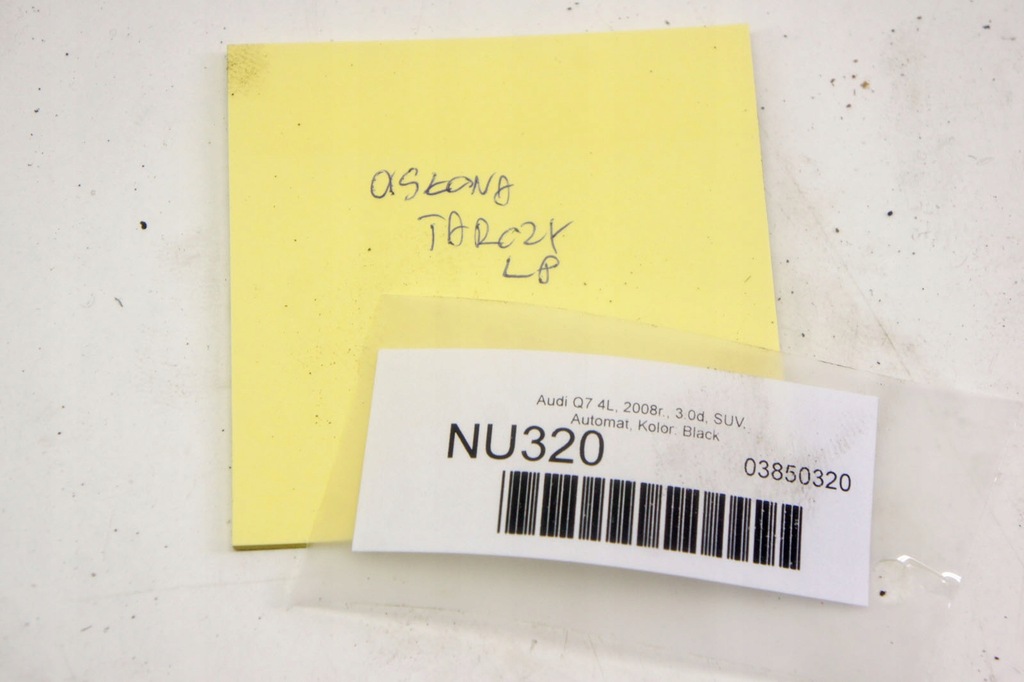 OSŁONA
TARCZY
LP
Audi Q7 4L, 2008r., 3.0d, SUV,
Automat, Kolor: Black
NU320
03850320